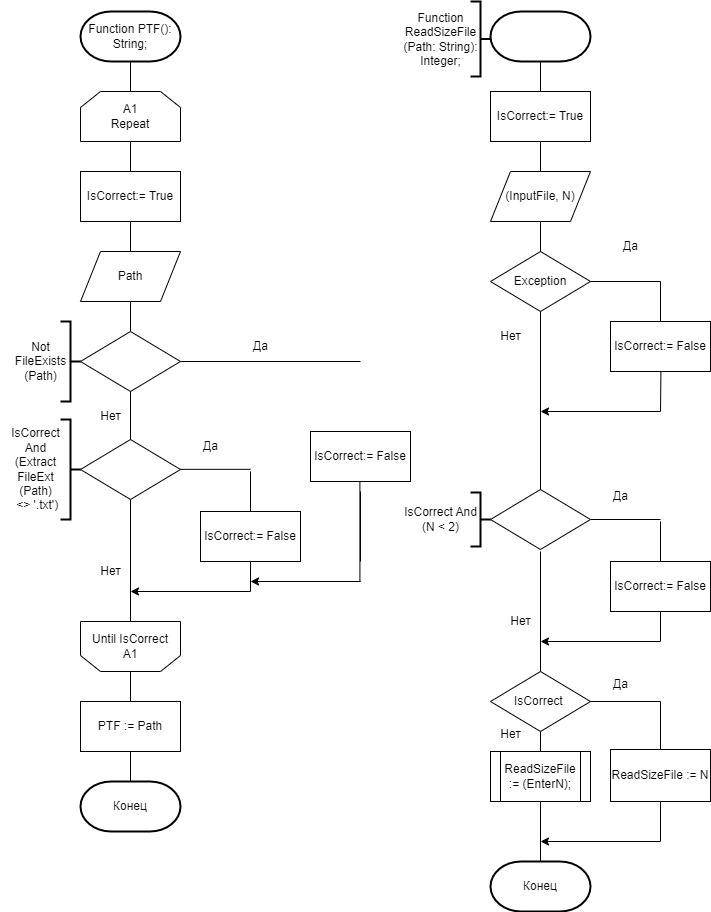 Function PTF():
String;
A1
Repeat
IsCorrect:= True
Path
Not
FileExists
(Path)
Да
Нет
IsCorrect
And
(Extract
FileExt
(Path)
<> '.txt')
Да
IsCorrect:= False
IsCorrect:= False
Нет
Until IsCorrect
A1
PTF := Path
Конец
Function
ReadSizeFile
(Path: String):
Integer;
IsCorrect:= True
(InputFile, N)
Exception
Да
Нет
IsCorrect:= False
IsCorrect And
(N < 2)
Да
IsCorrect:= False
Нет
IsCorrect
Да
Нет
ReadSizeFile
:= (EnterN);
ReadSizeFile := N
Конец